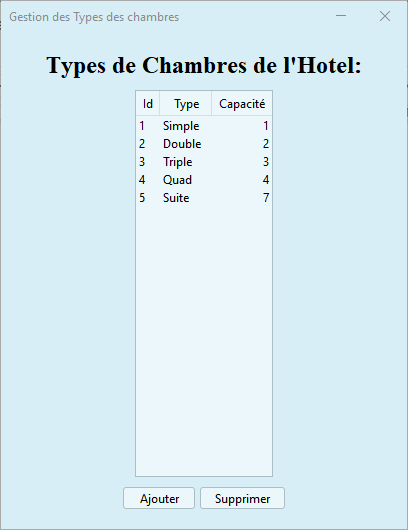 Gestion des Types des chambres
Types de Chambres de l'Hotel:
Id Type Capacité
1 Simple 1
2 Double 2
3 Triple 3
4 Quad 4
5 Suite 7
Ajouter Supprimer